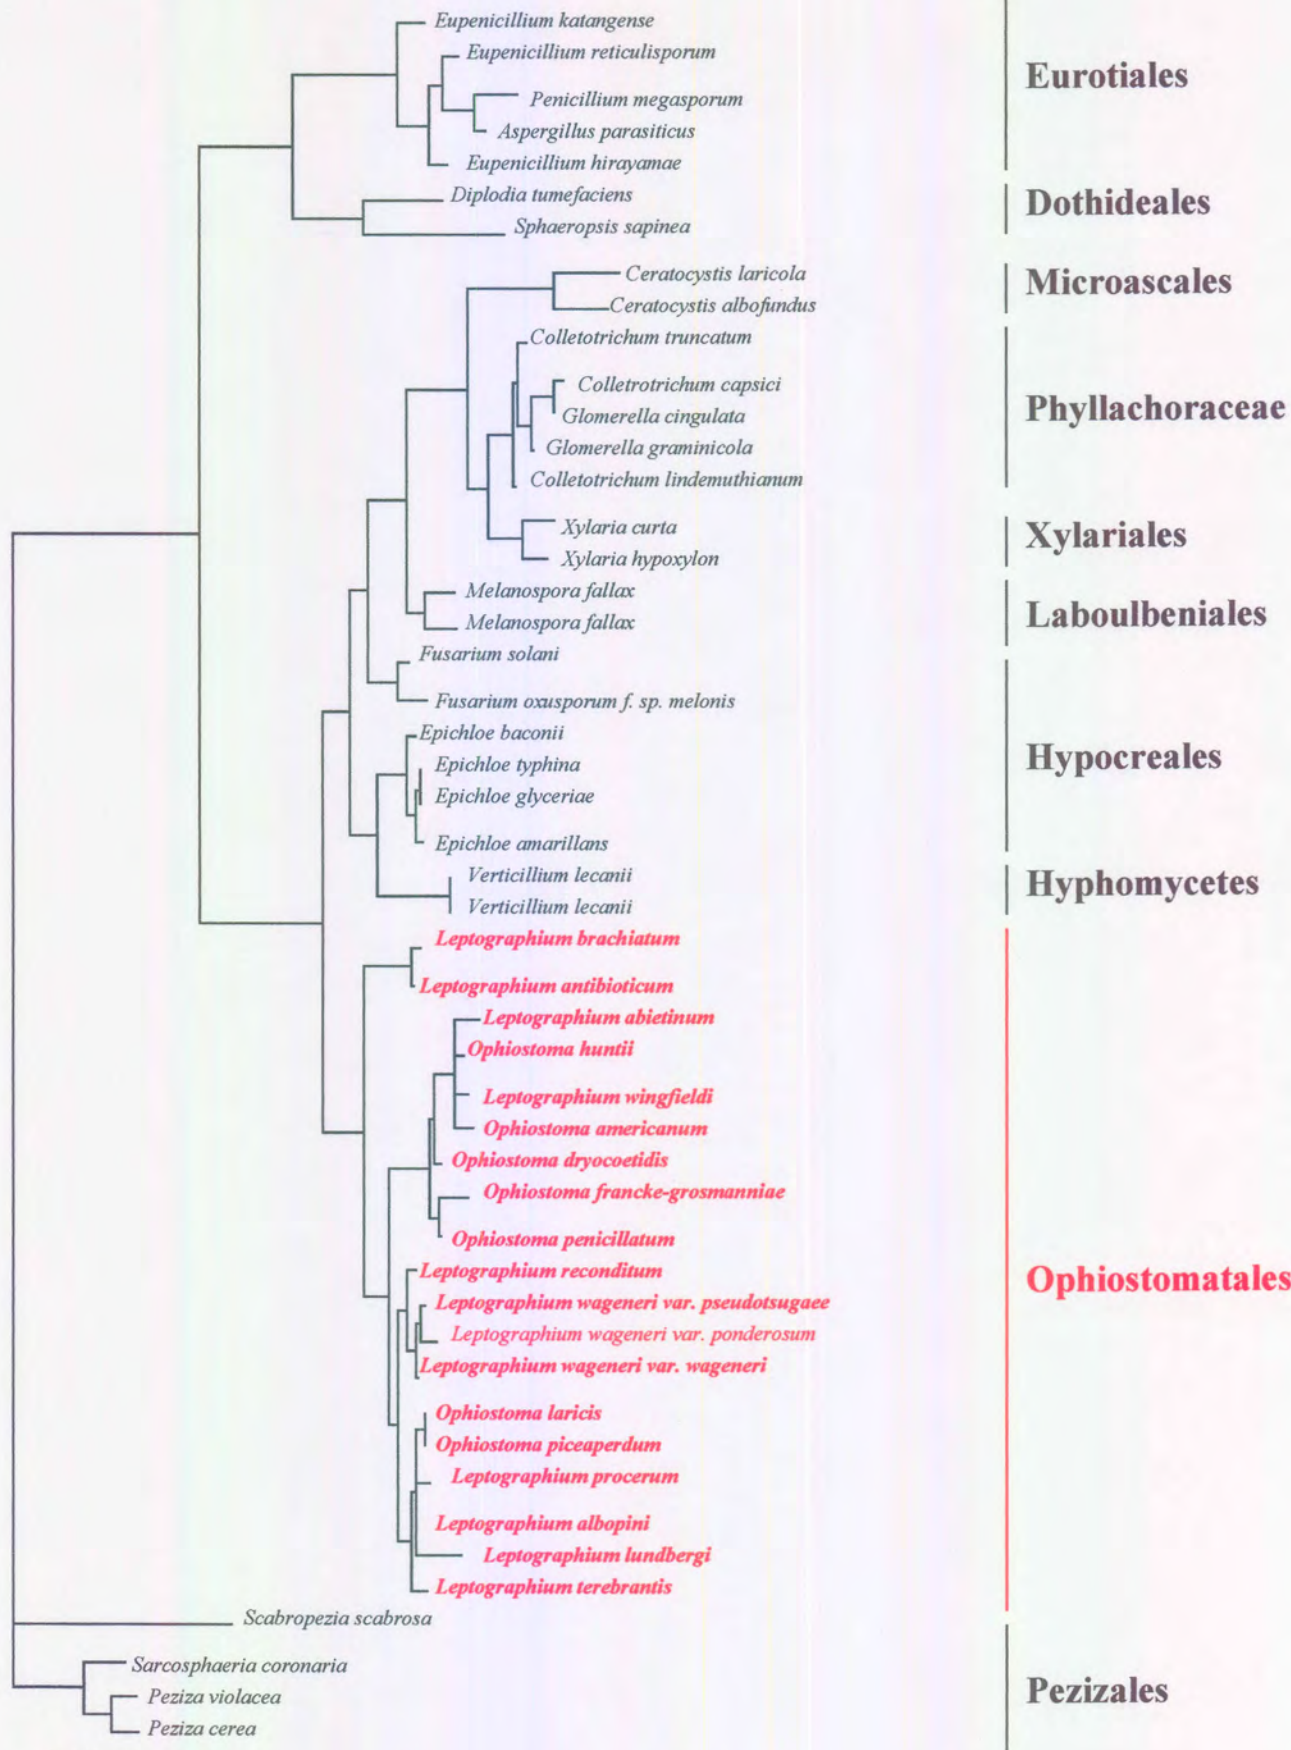 Eupenicillium katangense
Eupenicillium reticulisporum
Eurotiales
Penicillium megasporum
Aspergillus parasiticus
Eupenicillium hirayamae
Diplodia tumefaciens
Dothideales
Sphaeropsis sapinea
Ceratocystis laricola
Microascales
Ceratocystis albofundus
Colletotrichum truncatum
Colletrotrichum capsici
Phyllachoraceae
Glomerella cingulata
Glomerella graminicola
Colletotrichum lindemuthianum
Xylaria curta
Xylariales
Xylaria hypoxylon
Melanospora fallax
Laboulbeniales
Melanospora fallax
Fusarium solani
Fusarium oxusporum f. sp. melonis
Epichloe baconii
Hypocreales
Epichloe typhina
Epichloe glyceriae
Epichloe amarillans
Verticillium lecanii
Hyphomycetes
Verticillium lecanii
Leptographium brachiatum
Leptographium antibioticum
Leptographium abietinum
Ophiostoma huntii
Leptographium wingfieldi
Ophiostoma americanum
Ophiostoma dryocoetidis
Ophiostoma francke-grosmanniae
Ophiostoma penicillatum
Leptographium reconditum
Ophiostomatales
Leptographium wageneri var. pseudotsugaee
Leptographium wageneri var. ponderosum
Leptographium wageneri var. wageneri
Ophiostoma laricis
Ophiostoma piceaperdum
Leptographium procerum
Leptographium albopini
Leptographium lundbergi
Leptographium terebrantis
Scabropezia scabrosa
Sarcosphaeria coronaria
Peziza violacea
Pezizales
Peziza cerea